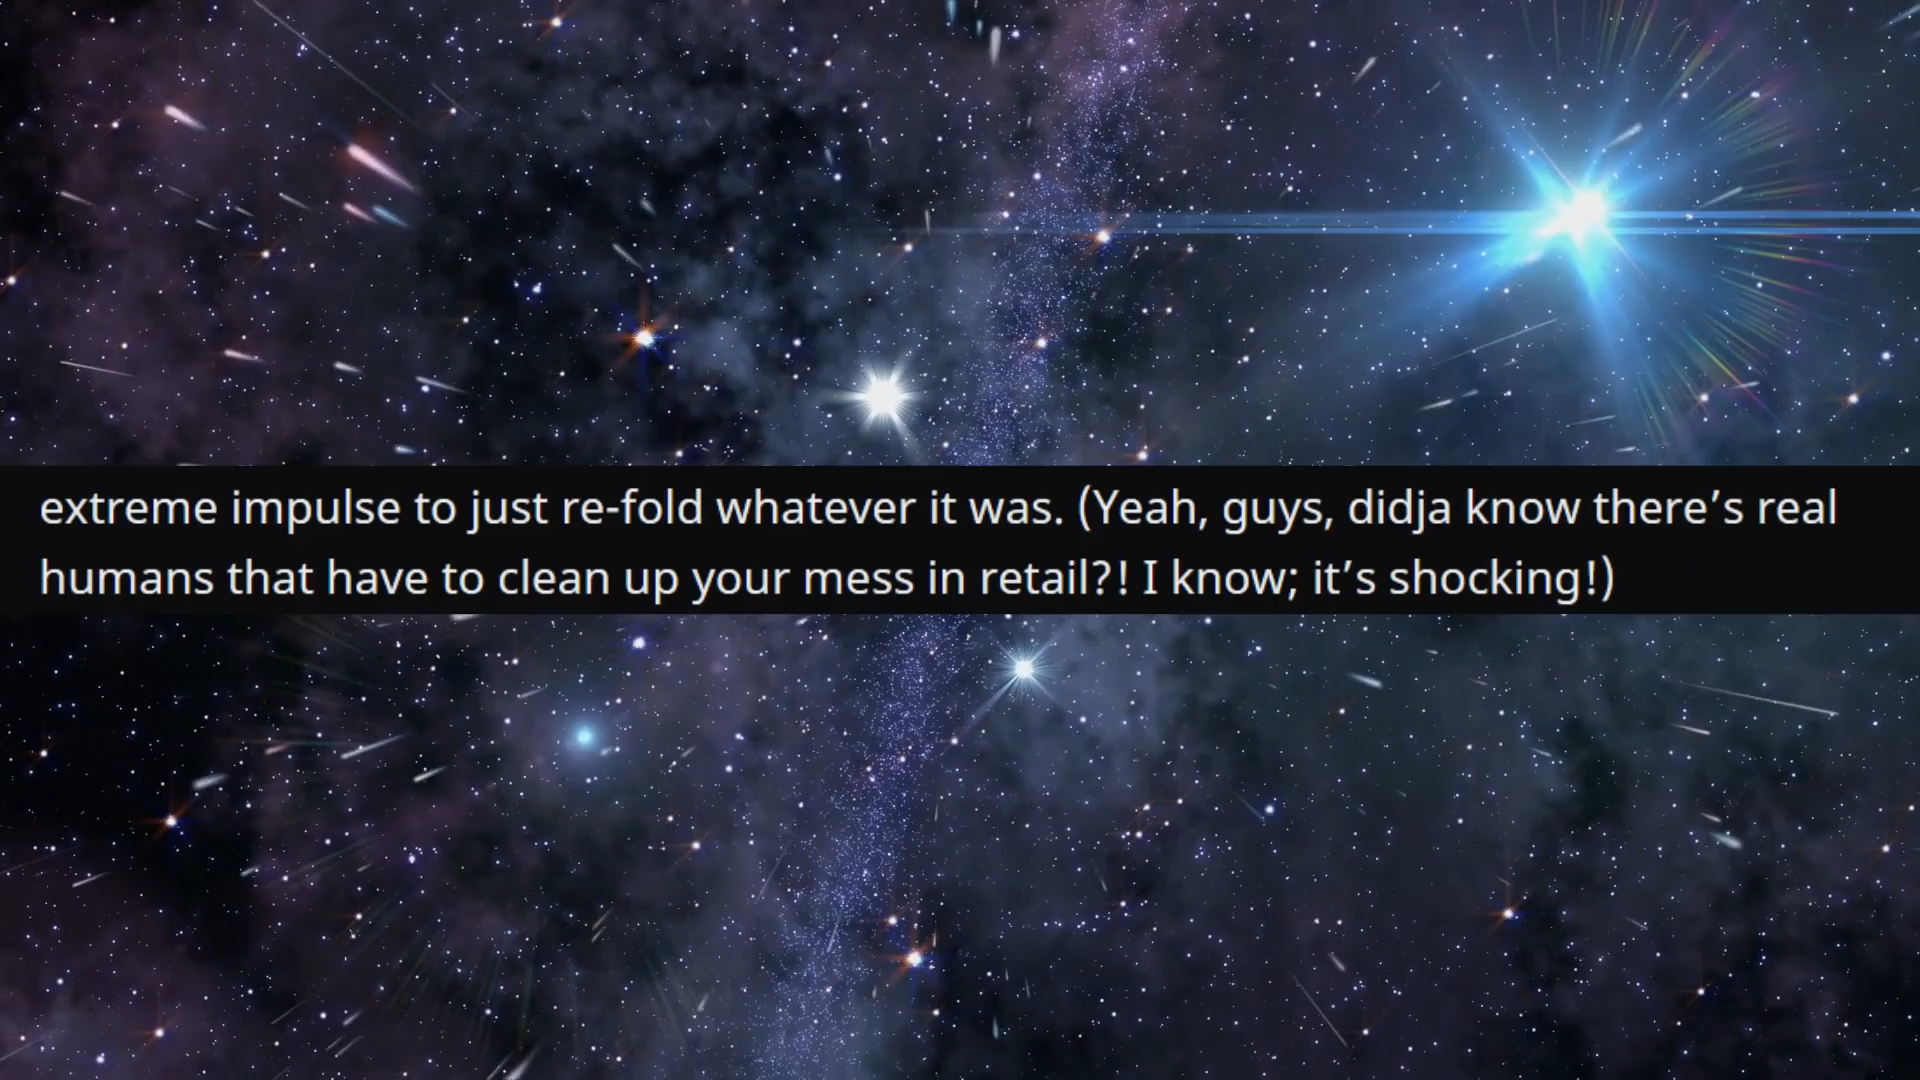 extreme impulse to just re-fold whatever it was. (Yeah, guys, didja know there’s real
humans that have to clean up your mess in retail?! I know; it’s shocking!)